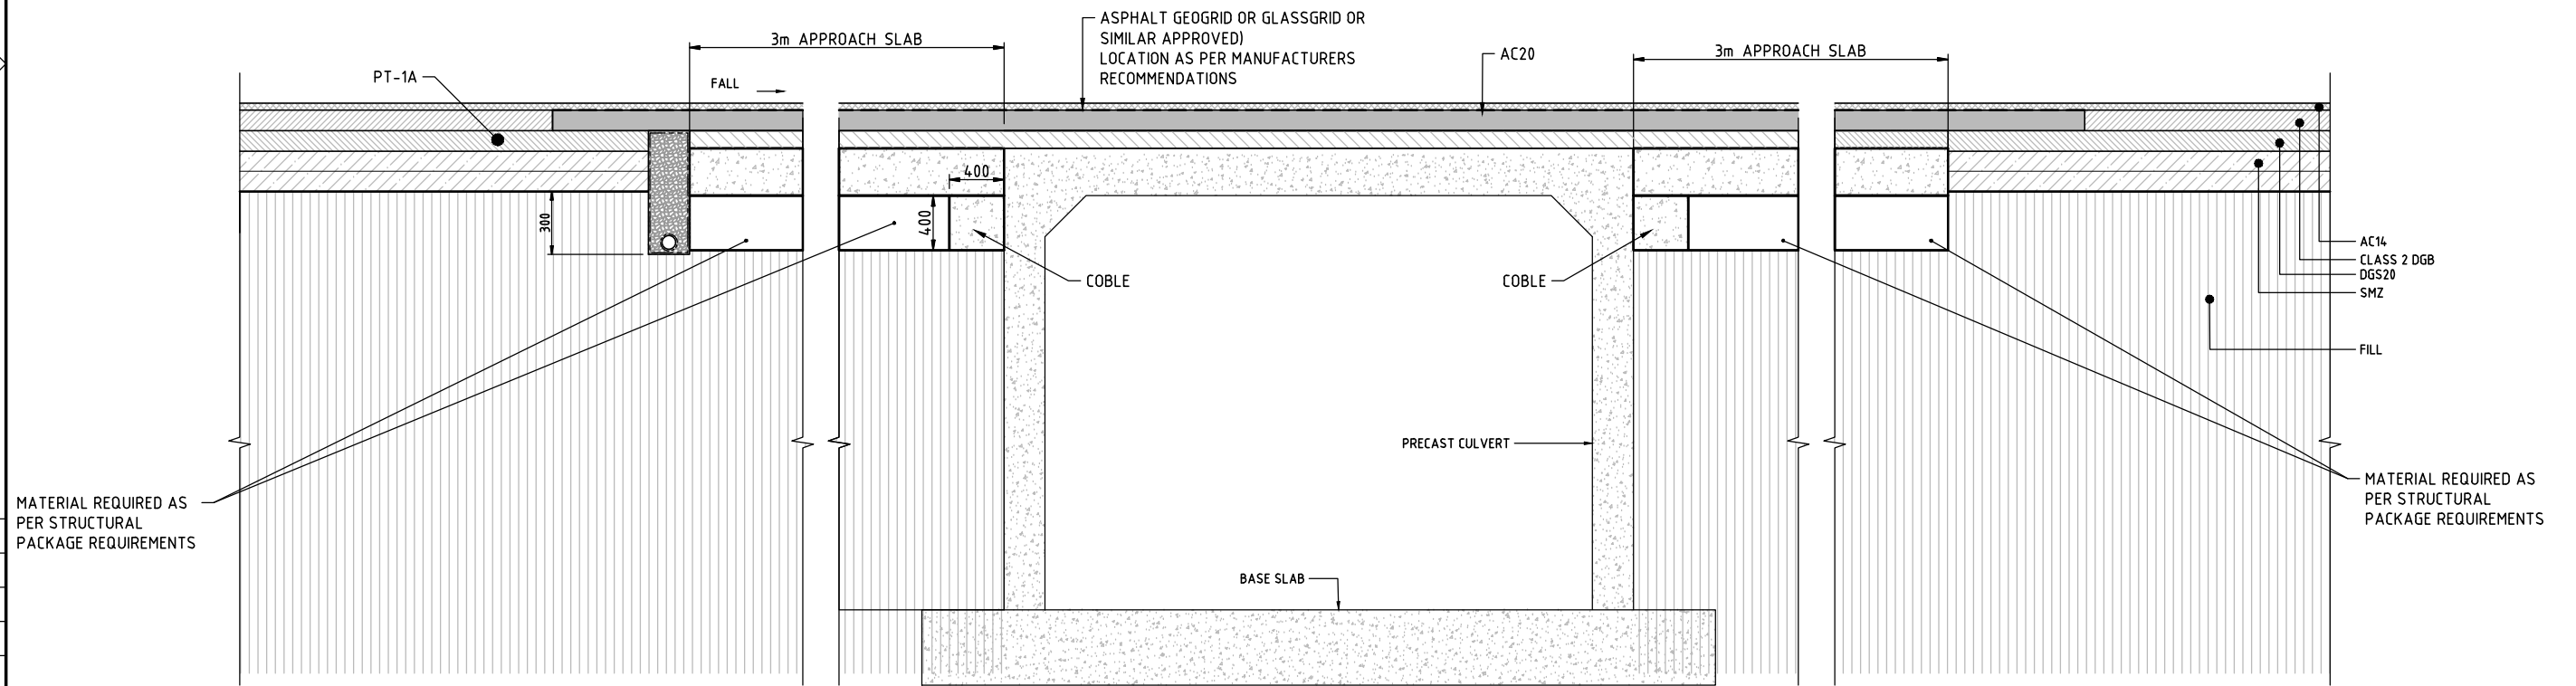 ASPHALT GEOGRID OR GLASSGRID OR
SIMILAR APPROVED)
LOCATION AS PER MANUFACTURERS
RECOMMENDATIONS
3m APPROACH SLAB
AC20
3m APPROACH SLAB
PT-1A
FALL
400
300
400
COBLE
COBLE
AC14
CLASS 2 DGB
DGS20
SMZ
FILL
PRECAST CULVERT
MATERIAL REQUIRED AS
PER STRUCTURAL
PACKAGE REQUIREMENTS
MATERIAL REQUIRED AS
PER STRUCTURAL
PACKAGE REQUIREMENTS
BASE SLAB